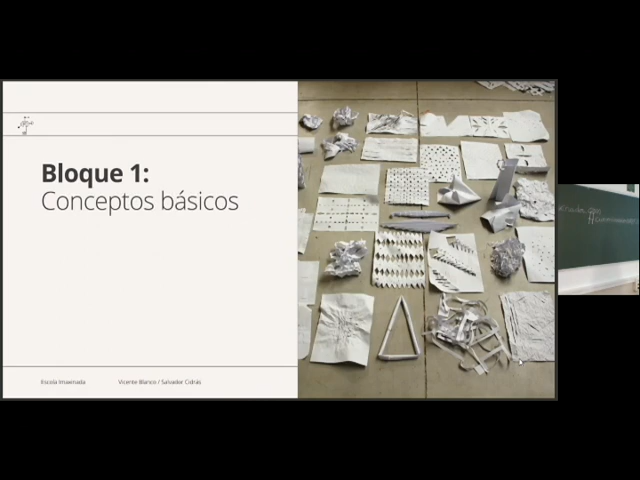 Bloque 1:
Conceptos básicos
Escola Imaxinada
Vicente Blanco / Salvador Cidrás